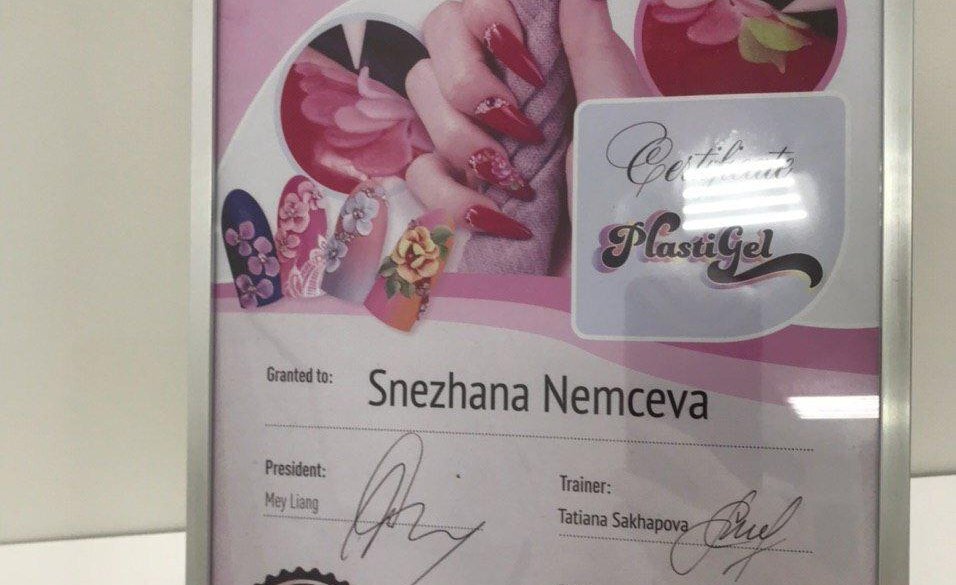 Certificate
PlastiGel
Granted to: Snezhana Nemceva
President:
Mey Liang
Trainer:
Tatiana Sakhapova